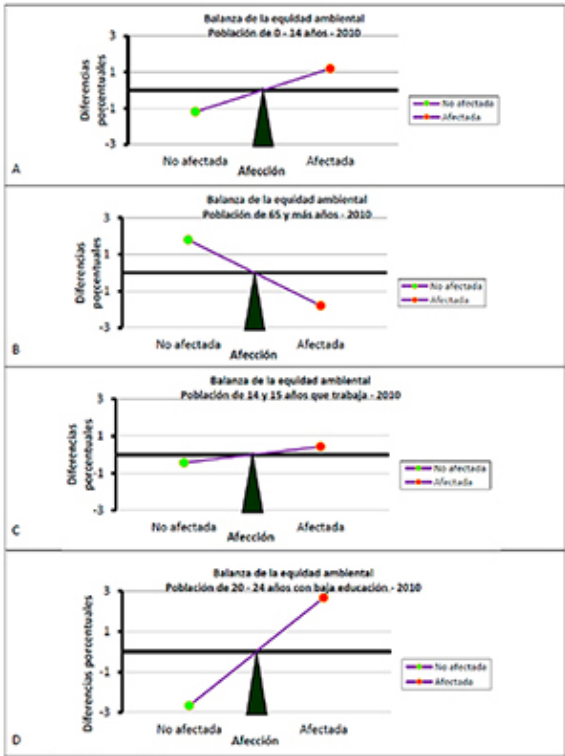 Balanza de la equidad ambiental
Población de 0 - 14 años - 2010
Diferencias
porcentuales
3
1
-1
-3
No afectada
Afectada
Afección
No afectada
Afectada
A
Balanza de la equidad ambiental
Población de 65 y más años - 2010
Diferencias
porcentuales
3
1
-1
-3
No afectada
Afectada
Afección
No afectada
Afectada
B
Balanza de la equidad ambiental
Población de 14 y 15 años que trabaja - 2010
Diferencias
porcentuales
3
1
-1
-3
No afectada
Afectada
Afección
No afectada
Afectada
C
Balanza de la equidad ambiental
Población de 20 - 24 años con baja educación - 2010
Diferencias porcentuales
3
1
-1
-3
No afectada
Afectada
Afección
No afectada
Afectada
D